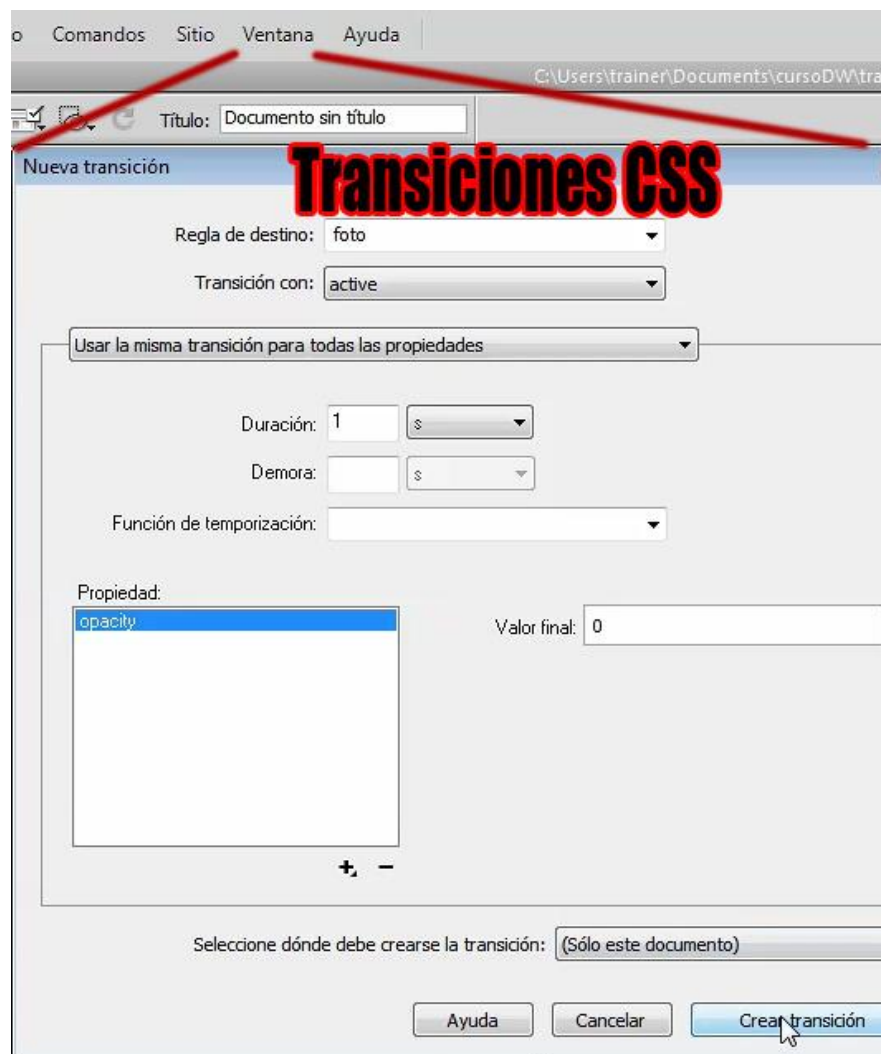 o Comandos Sitio Ventana Ayuda
C:\Users\trainer\Documents\cursoDW\tra
Título: Documento sin título
Nueva transición
Transiciones CSS
Regla de destino: foto
Transición con: active
Usar la misma transición para todas las propiedades
Duración: 1 s
Demora: s
Función de temporización:
Propiedad:
opacity
Valor final: 0
Seleccione dónde debe crearse la transición: (Sólo este documento)
Ayuda Cancelar Crear transición